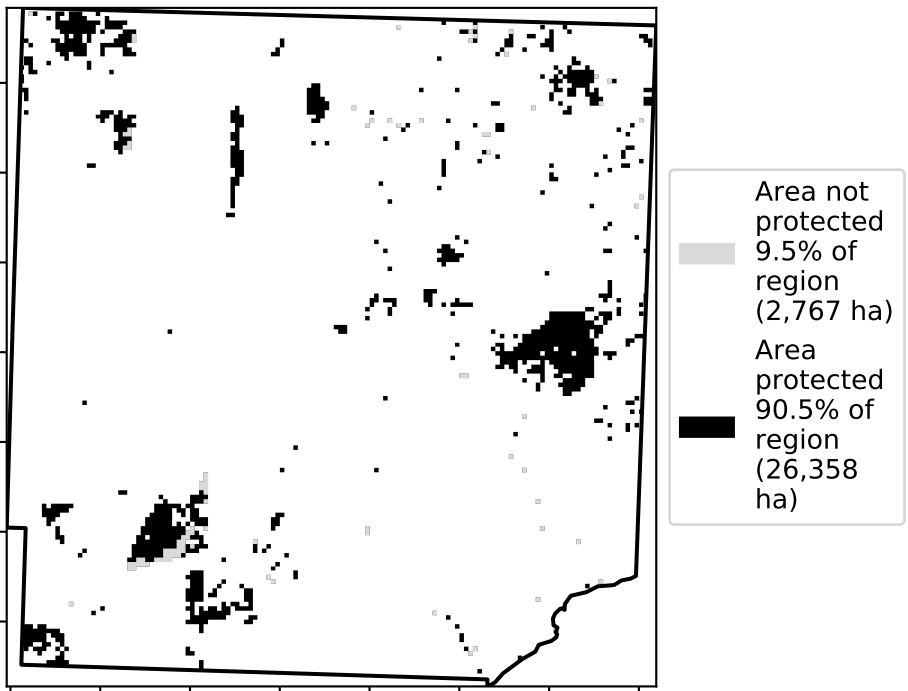 Area not
protected
9.5% of
region
(2,767 ha)
Area
protected
90.5% of
region
(26,358
ha)